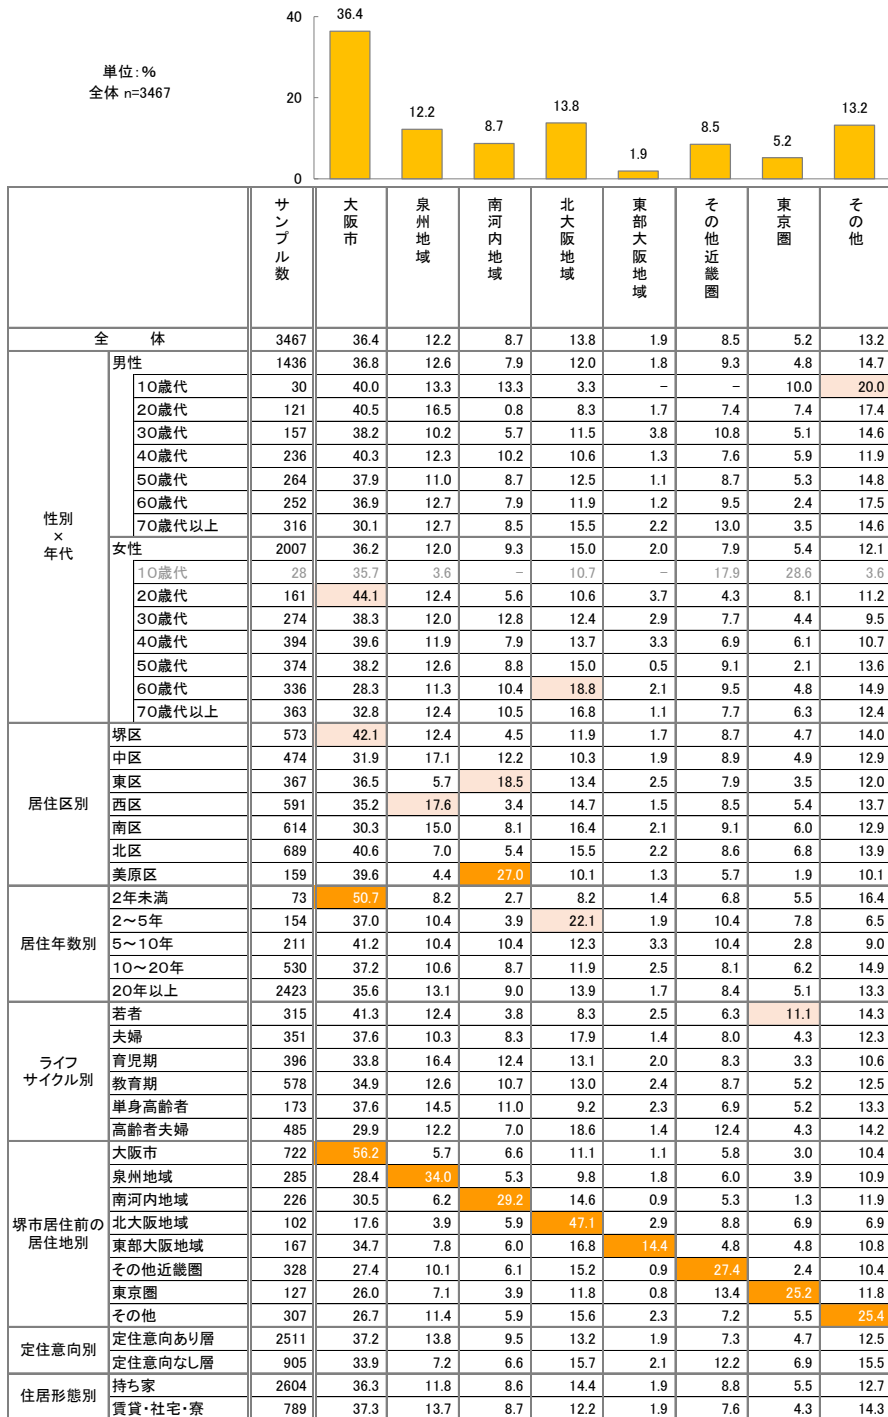 単位:%
全体 n=3467
40
20
0
36.4
12.2
8.7
13.8
1.9
8.5
5.2
13.2
サンプル数 大阪市 泉州地域 南河内地域 北大阪地域 東部大阪地域 その他近畿圏 東京圏 その他
全 体 3467 36.4 12.2 8.7 13.8 1.9 8.5 5.2 13.2
性別
×
年代
男性 1436 36.8 12.6 7.9 12.0 1.8 9.3 4.8 14.7
10歳代 30 40.0 13.3 13.3 3.3 － － 10.0 20.0
20歳代 121 40.5 16.5 0.8 8.3 1.7 7.4 7.4 17.4
30歳代 157 38.2 10.2 5.7 11.5 3.8 10.8 5.1 14.6
40歳代 236 40.3 12.3 10.2 10.6 1.3 7.6 5.9 11.9
50歳代 264 37.9 11.0 8.7 12.5 1.1 8.7 5.3 14.8
60歳代 252 36.9 12.7 7.9 11.9 1.2 9.5 2.4 17.5
70歳代以上 316 30.1 12.7 8.5 15.5 2.2 13.0 3.5 14.6
女性 2007 36.2 12.0 9.3 15.0 2.0 7.9 5.4 12.1
10歳代 28 35.7 3.6 － 10.7 － 17.9 28.6 3.6
20歳代 161 44.1 12.4 5.6 10.6 3.7 4.3 8.1 11.2
30歳代 274 38.3 12.0 12.8 12.4 2.9 7.7 4.4 9.5
40歳代 394 39.6 11.9 7.9 13.7 3.3 6.9 6.1 10.7
50歳代 374 38.2 12.6 8.8 15.0 0.5 9.1 2.1 13.6
60歳代 336 28.3 11.3 10.4 18.8 2.1 9.5 4.8 14.9
70歳代以上 363 32.8 12.4 10.5 16.8 1.1 7.7 6.3 12.4
居住区別
堺区 573 42.1 12.4 4.5 11.9 1.7 8.7 4.7 14.0
中区 474 31.9 17.1 12.2 10.3 1.9 8.9 4.9 12.9
東区 367 36.5 5.7 18.5 13.4 2.5 7.9 3.5 12.0
西区 591 35.2 17.6 3.4 14.7 1.5 8.5 5.4 13.7
南区 614 30.3 15.0 8.1 16.4 2.1 9.1 6.0 12.9
北区 689 40.6 7.0 5.4 15.5 2.2 8.6 6.8 13.9
美原区 159 39.6 4.4 27.0 10.1 1.3 5.7 1.9 10.1
居住年数別
2年未満 73 50.7 8.2 2.7 8.2 1.4 6.8 5.5 16.4
2～5年 154 37.0 10.4 3.9 22.1 1.9 10.4 7.8 6.5
5～10年 211 41.2 10.4 10.4 12.3 3.3 10.4 2.8 9.0
10～20年 530 37.2 10.6 8.7 11.9 2.5 8.1 6.2 14.9
20年以上 2423 35.6 13.1 9.0 13.9 1.7 8.4 5.1 13.3
ライフ
サイクル別
若者 315 41.3 12.4 3.8 8.3 2.5 6.3 11.1 14.3
夫婦 351 37.6 10.3 8.3 17.9 1.4 8.0 4.3 12.3
育児期 396 33.8 16.4 12.4 13.1 2.0 8.3 3.3 10.6
教育期 578 34.9 12.6 10.7 13.0 2.4 8.7 5.2 12.5
単身高齢者 173 37.6 14.5 11.0 9.2 2.3 6.9 5.2 13.3
高齢者夫婦 485 29.9 12.2 7.0 18.6 1.4 12.4 4.3 14.2
堺市居住前の
居住地別
大阪市 722 56.2 5.7 6.6 11.1 1.1 5.8 3.0 10.4
泉州地域 285 28.4 34.0 5.3 9.8 1.8 6.0 3.9 10.9
南河内地域 226 30.5 6.2 29.2 14.6 0.9 5.3 1.3 11.9
北大阪地域 102 17.6 3.9 5.9 47.1 2.9 8.8 6.9 6.9
東部大阪地域 167 34.7 7.8 6.0 16.8 14.4 4.8 4.8 10.8
その他近畿圏 328 27.4 10.1 6.1 15.2 0.9 27.4 2.4 10.4
東京圏 127 26.0 7.1 3.9 11.8 0.8 13.4 25.2 11.8
その他 307 26.7 11.4 5.9 15.6 2.3 7.2 5.5 25.4
定住意向別
定住意向あり層 2511 37.2 13.8 9.5 13.2 1.9 7.3 4.7 12.5
定住意向なし層 905 33.9 7.2 6.6 15.7 2.1 12.2 6.9 15.5
住居形態別
持ち家 2604 36.3 11.8 8.6 14.4 1.9 8.8 5.5 12.7
賃貸・社宅・寮 789 37.3 13.7 8.7 12.2 1.9 7.6 4.3 14.3